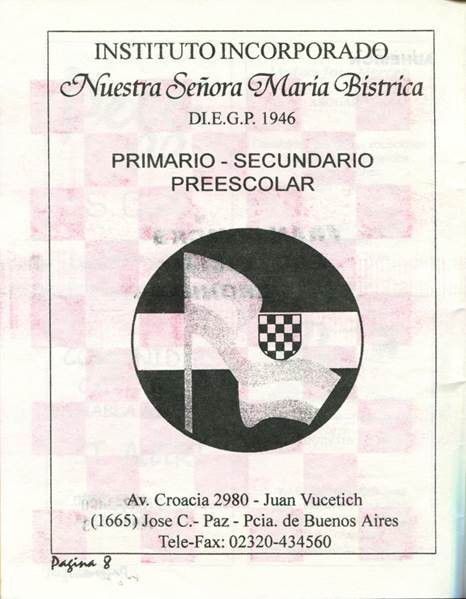 INSTITUTO INCORPORADO
Nuestra Señora Maria Bistrica
DI.E.G.P. 1946
PRIMARIO - SECUNDARIO
PREESCOLAR
Av. Croacia 2980 - Juan Vucetich
(1665) Jose C.- Paz - Pcia. de Buenos Aires
Tele-Fax: 02320-434560
Pagina 8